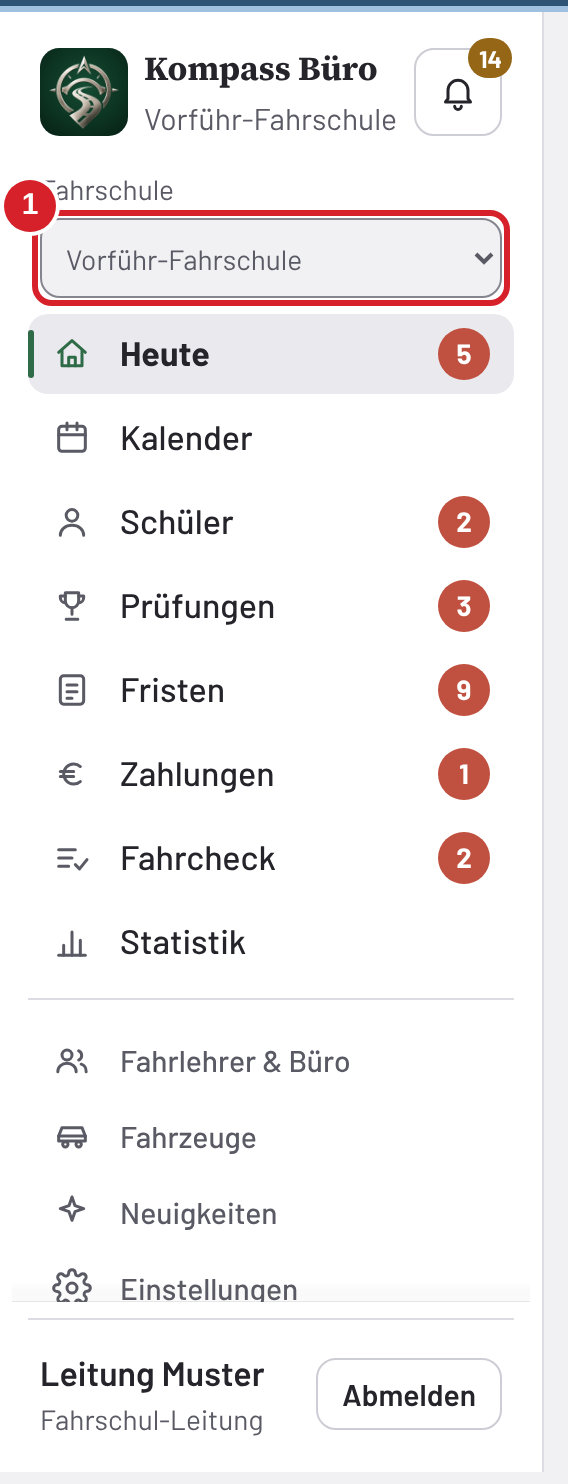 Kompass Büro
14
Vorführ-Fahrschule
Fahrschule
1
Vorführ-Fahrschule
Heute 5
Kalender
Schüler 2
Prüfungen 3
Fristen 9
Zahlungen 1
Fahrcheck 2
Statistik
Fahrlehrer & Büro
Fahrzeuge
Neuigkeiten
Einstellungen
Leitung Muster
Fahrschul-Leitung
Abmelden